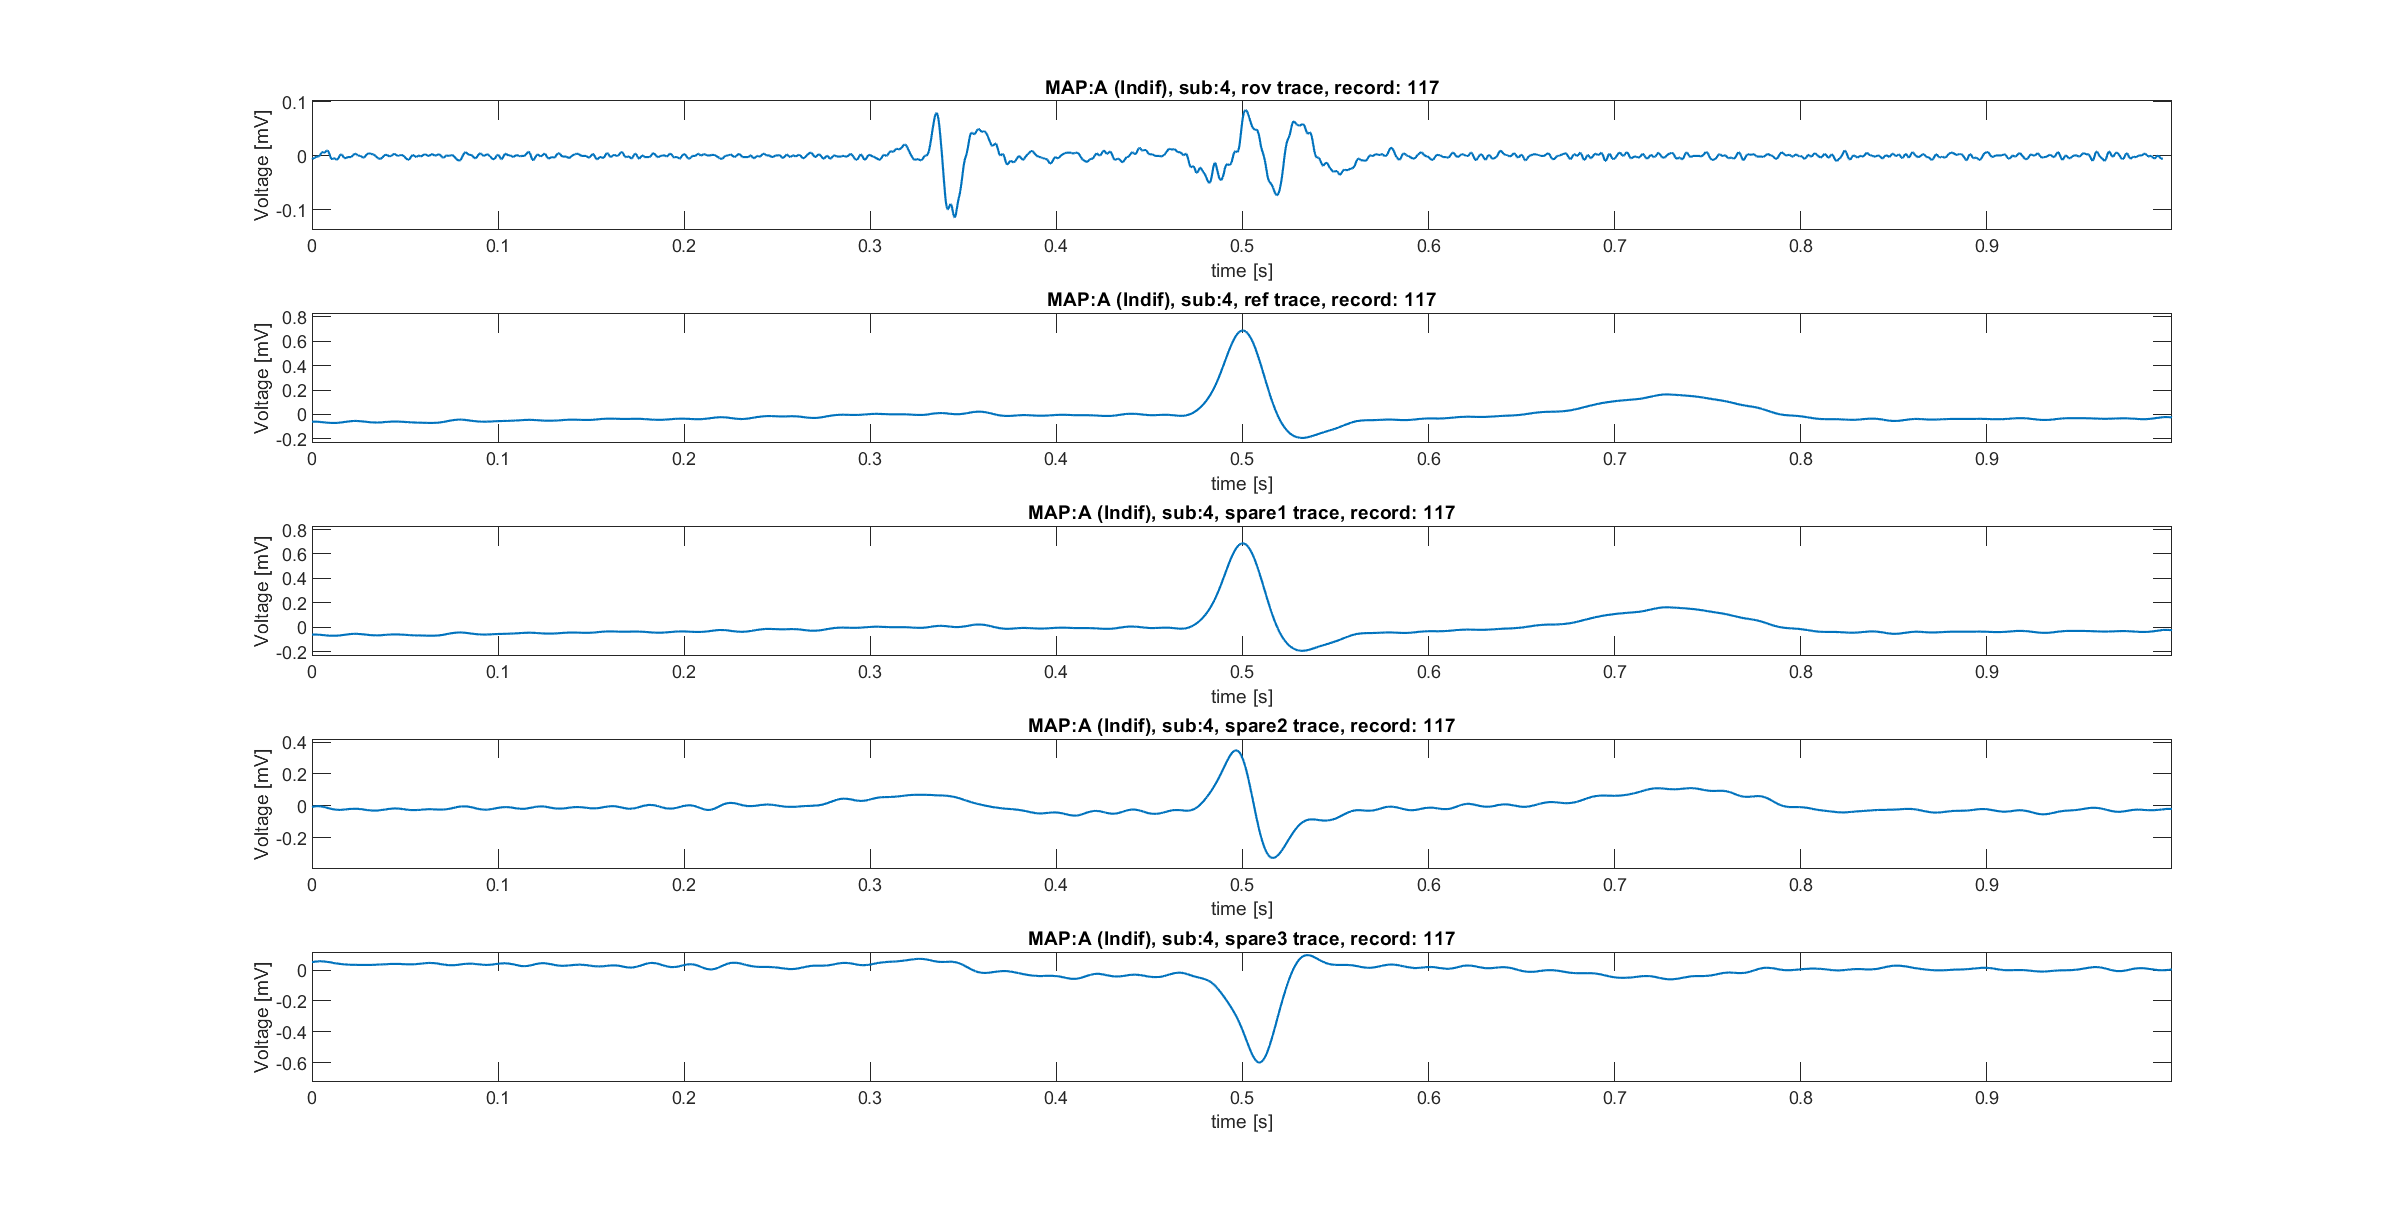 MAP:A (Indif), sub:4, rov trace, record: 117
Voltage [mV]
0.1
0
-0.1
0 0.1 0.2 0.3 0.4 0.5 0.6 0.7 0.8 0.9
time [s]
MAP:A (Indif), sub:4, ref trace, record: 117
Voltage [mV]
0.8
0.6
0.4
0.2
0
-0.2
0 0.1 0.2 0.3 0.4 0.5 0.6 0.7 0.8 0.9
time [s]
MAP:A (Indif), sub:4, spare1 trace, record: 117
Voltage [mV]
0.8
0.6
0.4
0.2
0
-0.2
0 0.1 0.2 0.3 0.4 0.5 0.6 0.7 0.8 0.9
time [s]
MAP:A (Indif), sub:4, spare2 trace, record: 117
Voltage [mV]
0.4
0.2
0
-0.2
0 0.1 0.2 0.3 0.4 0.5 0.6 0.7 0.8 0.9
time [s]
MAP:A (Indif), sub:4, spare3 trace, record: 117
Voltage [mV]
0
-0.2
-0.4
-0.6
0 0.1 0.2 0.3 0.4 0.5 0.6 0.7 0.8 0.9
time [s]